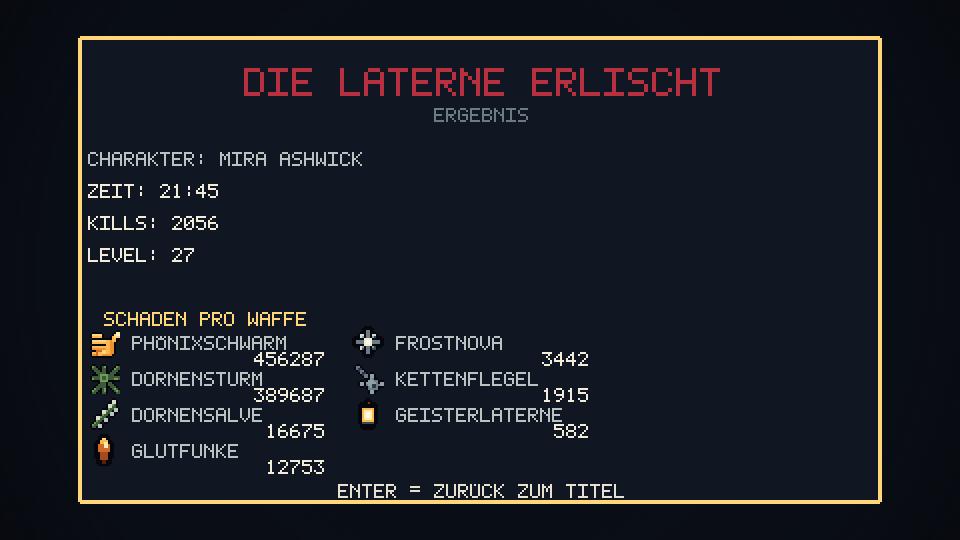 DIE LATERNE ERLISCHT
ERGEBNIS
CHARAKTER: MIRA ASHWICK
ZEIT: 21:45
KILLS: 2056
LEVEL: 27
SCHADEN PRO WAFFE
PHÖNIXSCHWARM
456287
DORNENSTURM
389687
DORNENSALVE
16675
GLUTFUNKE
12753
FROSTNOVA
3442
KETTENFLEGEL
1915
GEISTERLATERNE
582
ENTER = ZURÜCK ZUM TITEL